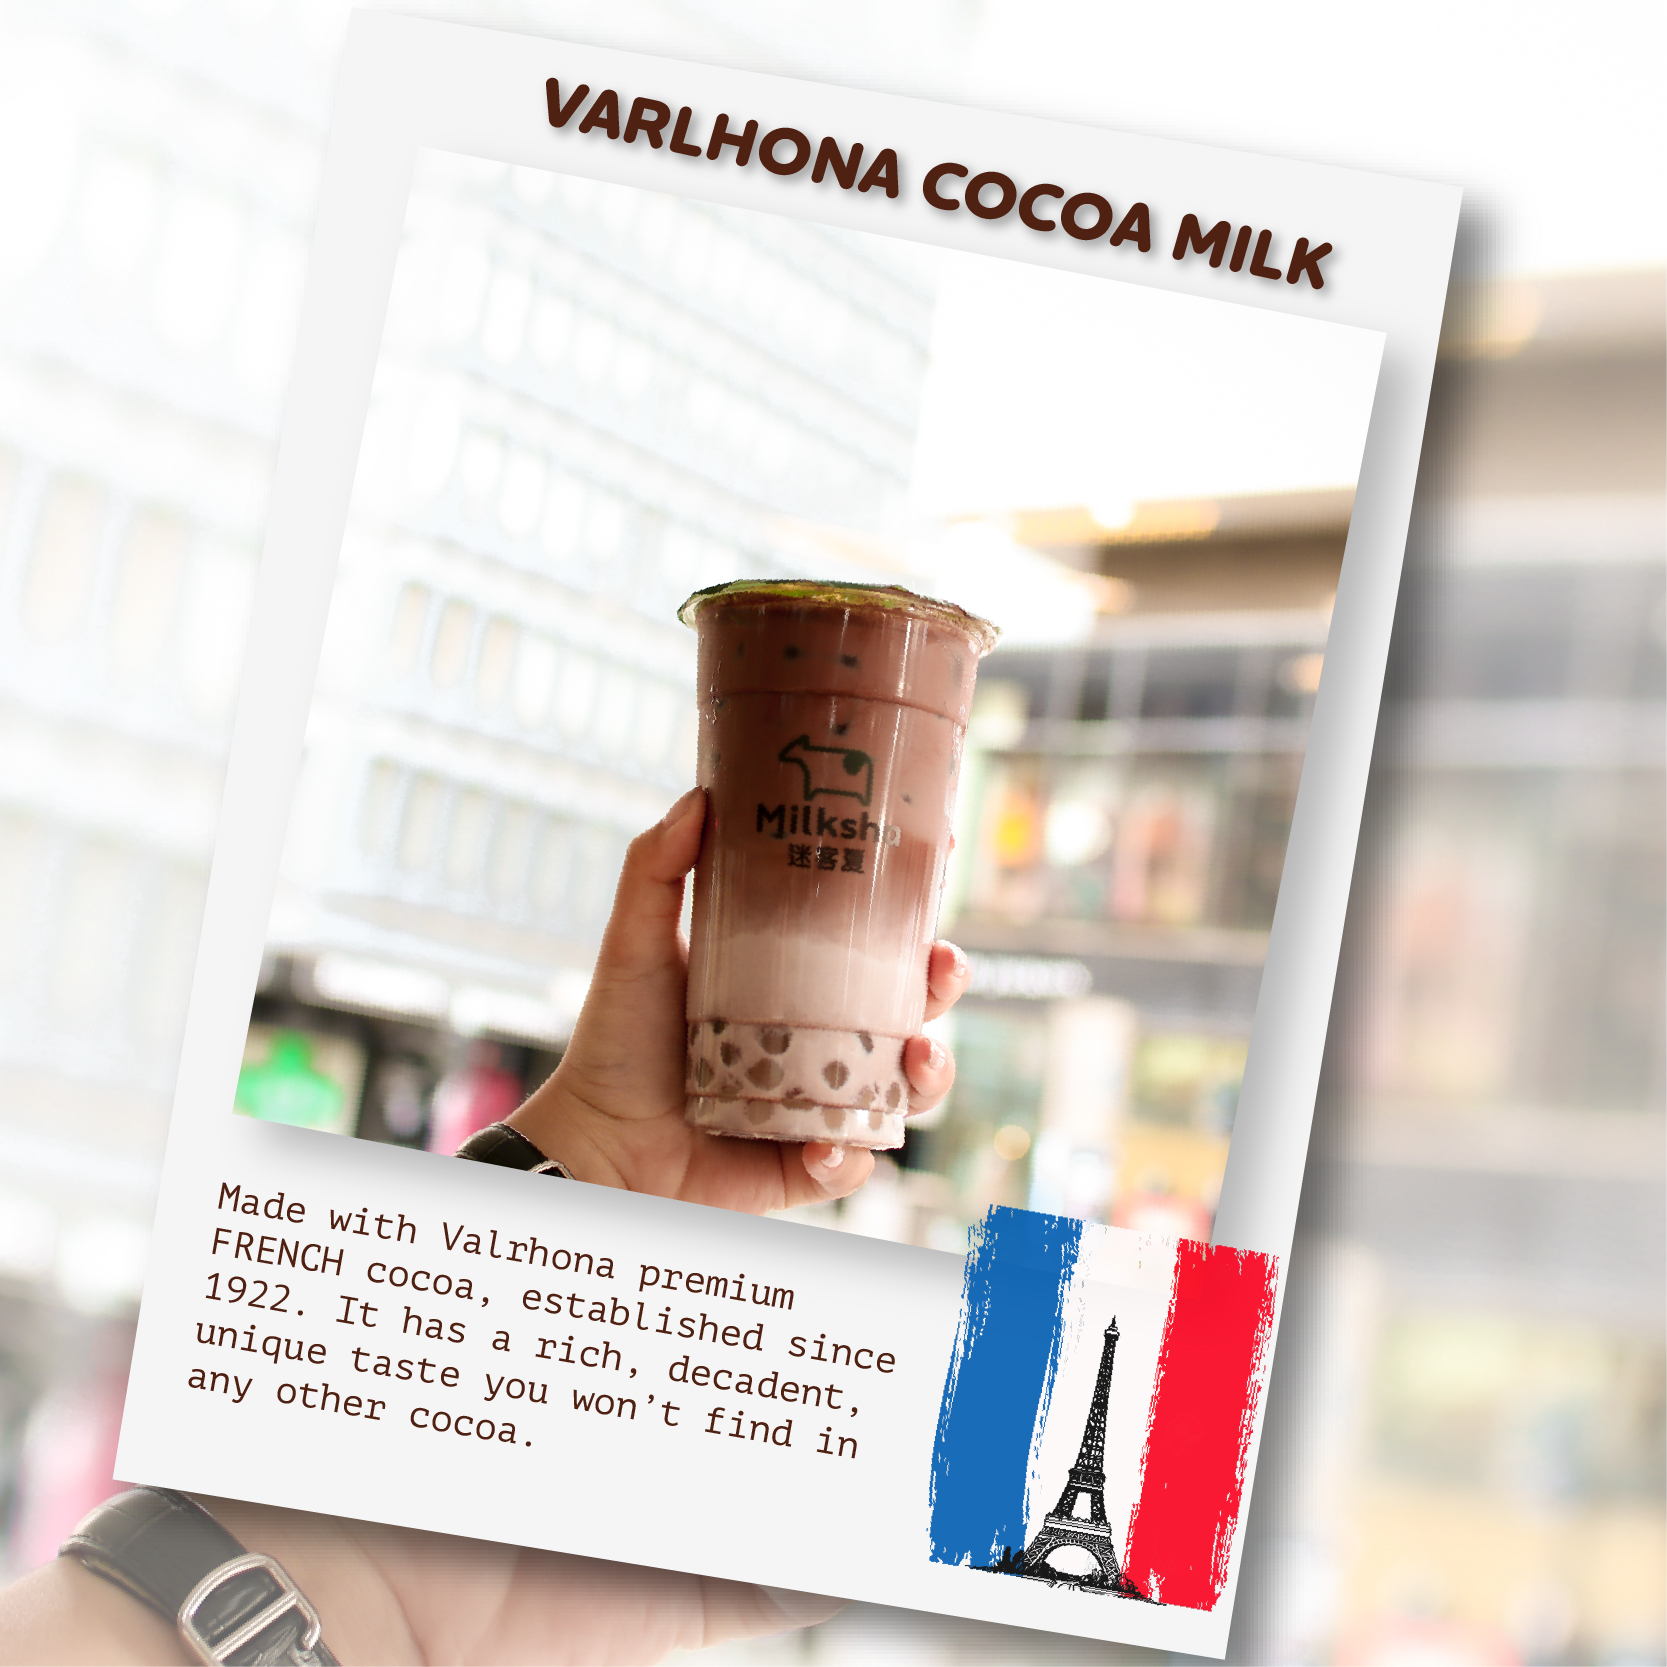 VARLHONA COCOA MILK
Milksha
迷客夏
Made with Valrhona premium
FRENCH cocoa, established since
1922. It has a rich, decadent,
unique taste you won't find in
any other cocoa.